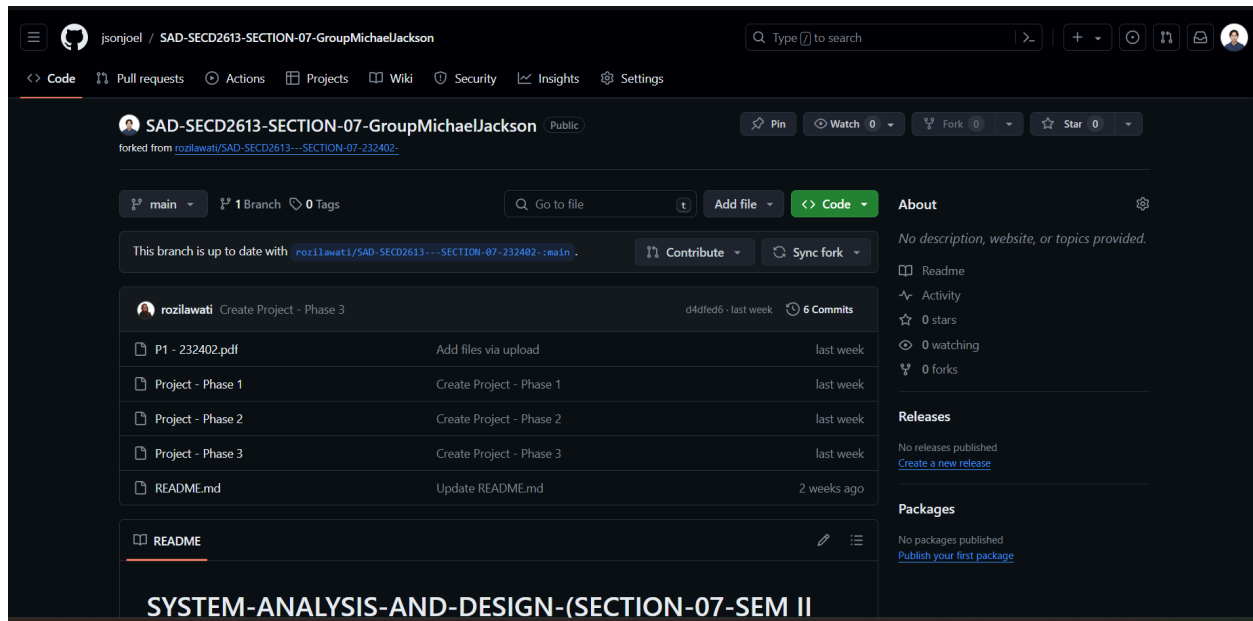 jsonjoel / SAD-SECD2613-SECTION-07-GroupMichaelJackson
Type / to search
Code Pull requests Actions Projects Wiki Security Insights Settings
SAD-SECD2613-SECTION-07-GroupMichaelJackson Public
Pin Watch 0 Fork 0 Star 0
forked from rozilawati/SAD-SECD2613---SECTION-07-232402-
main 1 Branch 0 Tags
Go to file t
Add file
Code
This branch is up to date with rozilawati/SAD-SECD2613---SECTION-07-232402-:main .
Contribute Sync fork
rozilawati Create Project - Phase 3 d4dfed6 · last week 6 Commits
P1 - 232402.pdf Add files via upload last week
Project - Phase 1 Create Project - Phase 1 last week
Project - Phase 2 Create Project - Phase 2 last week
Project - Phase 3 Create Project - Phase 3 last week
README.md Update README.md 2 weeks ago
README
SYSTEM-ANALYSIS-AND-DESIGN-(SECTION-07-SEM II
About
No description, website, or topics provided.
Readme
Activity
0 stars
0 watching
0 forks
Releases
No releases published
Create a new release
Packages
No packages published
Publish your first package